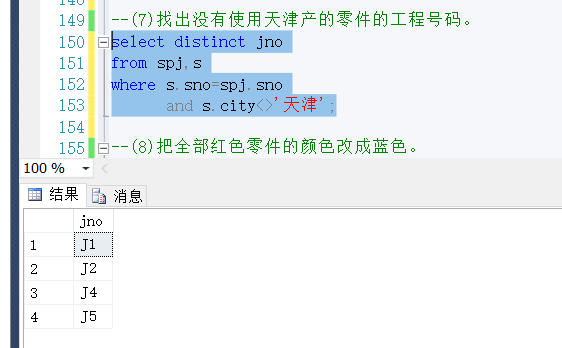 149 --(7)找出没有使用天津产的零件的工程号码。
150 select distinct jno
151 from spj,s
152 where s.sno=spj.sno
153 and s.city<>'天津';
154
155 --(8)把全部红色零件的颜色改成蓝色。
100 %
结果 消息
jno
1 J1
2 J2
3 J4
4 J5